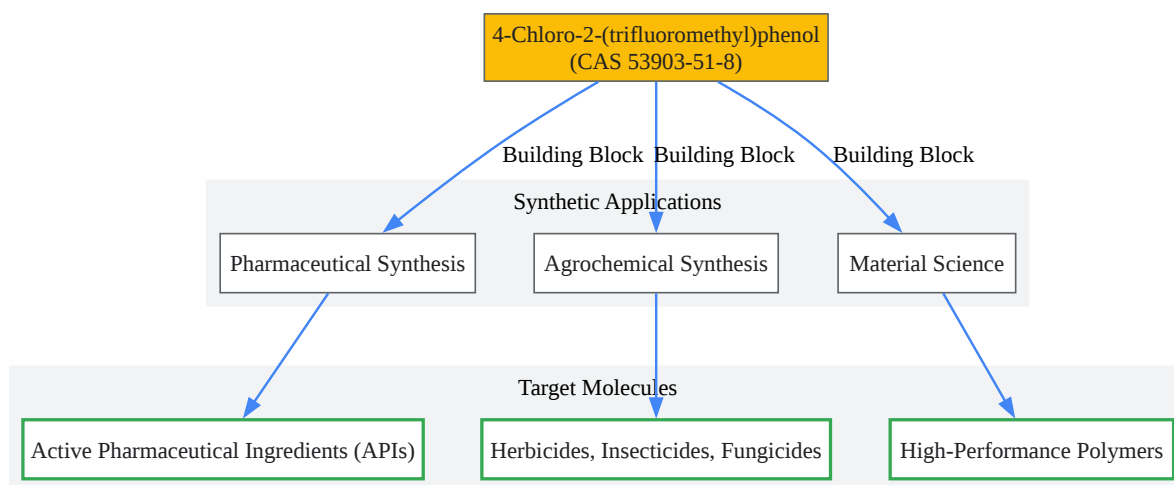 4-Chloro-2-(trifluoromethyl)phenol
(CAS 53903-51-8)
Building Block
Building Block
Building Block
Synthetic Applications
Pharmaceutical Synthesis
Agrochemical Synthesis
Material Science
Target Molecules
Active Pharmaceutical Ingredients (APIs)
Herbicides, Insecticides, Fungicides
High-Performance Polymers